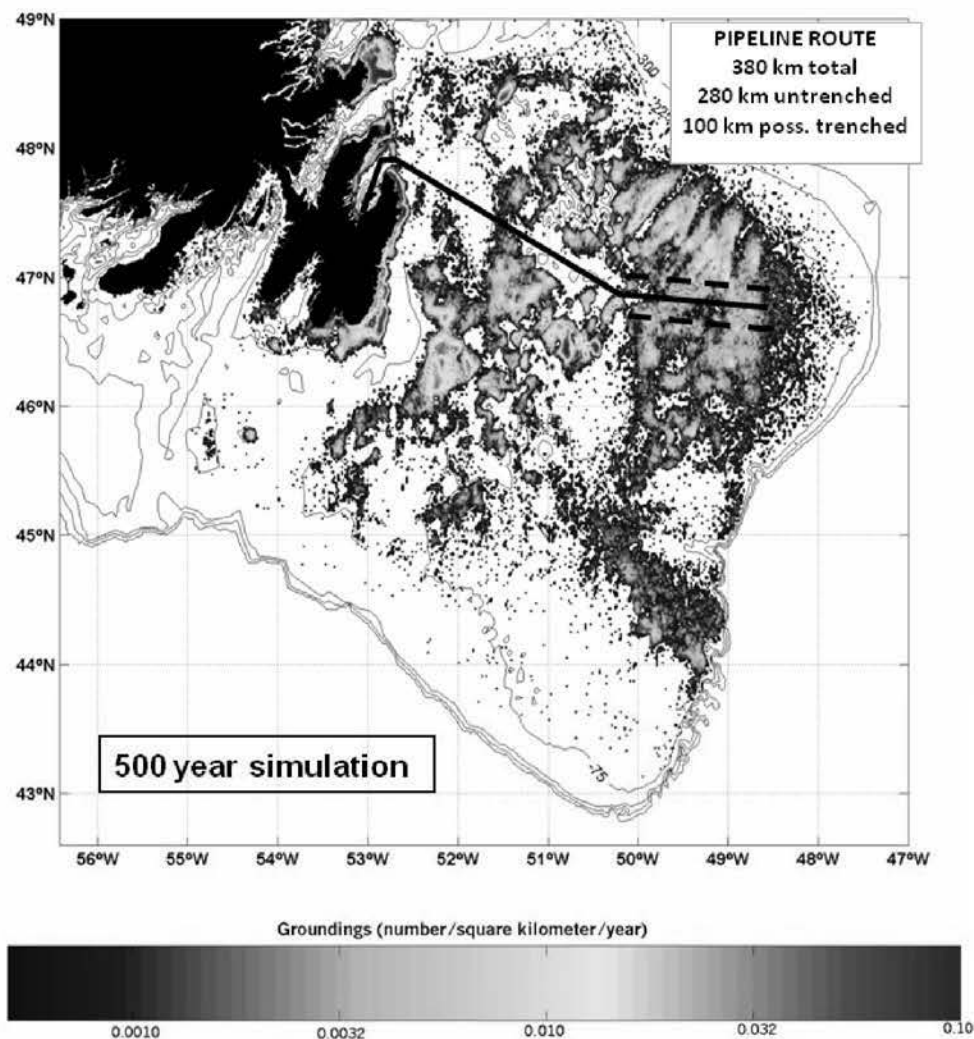 49°N
48°N
47°N
46°N
45°N
44°N
43°N
PIPELINE ROUTE
380 km total
280 km untrenched
100 km poss. trenched
300
75
500 year simulation
56°W 55°W 54°W 53°W 52°W 51°W 50°W 49°W 48°W 47°W
Groundings (number/square kilometer/year)
0.0010 0.0032 0.010 0.032 0.10